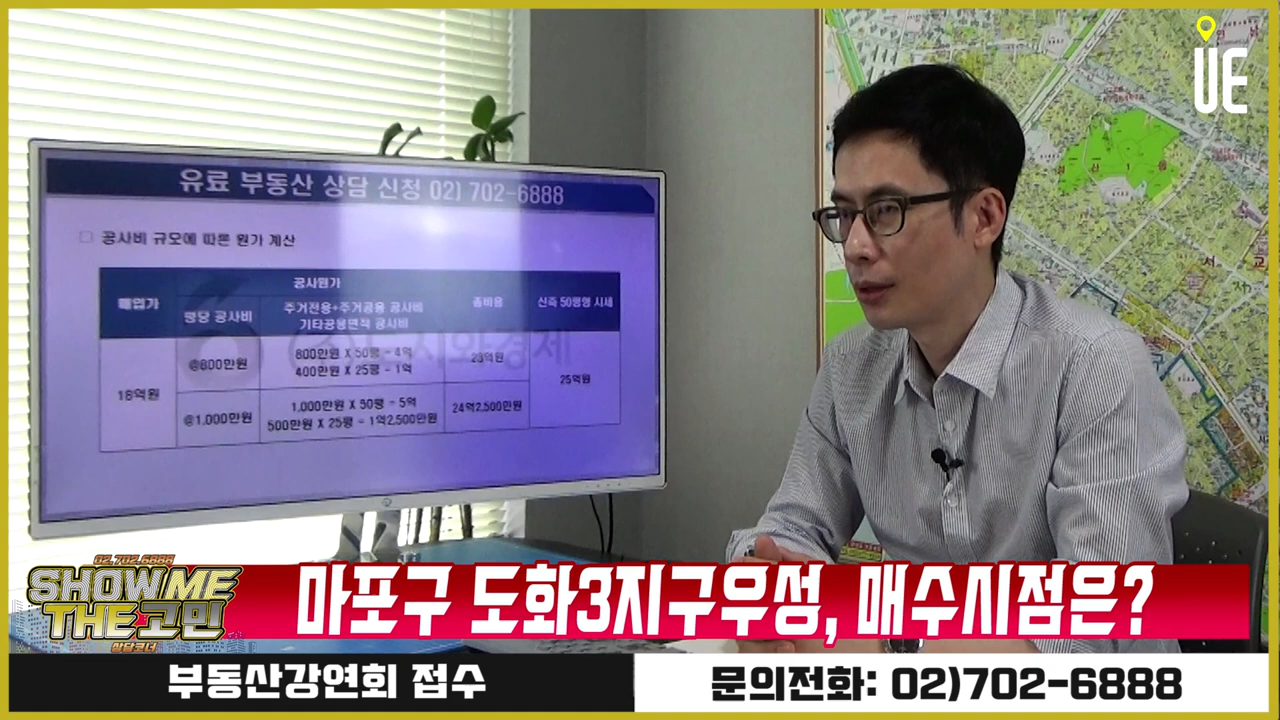 UE
유료 부동산 상담 신청 02) 702-6888
□ 공사비 규모에 따른 원가 계산
매입가 공사원가 총비용 신축 50평형 시세
평당 공사비 주거전용+주거공용 공사비
기타공용면적 공사비
18억원 @800만원 800만원 X 50평 - 4억
400만원 X 25평 - 1억 23억원 25억원
@1,000만원 1,000만원 X 50평 - 5억
500만원 X 25평 - 1억2,500만원 24억2,500만원
도시와경제
02.702.6888
SHOW ME
THE 고민
상담코너
마포구 도화3지구우성, 매수시점은?
부동산강연회 접수
문의전화: 02)702-6888